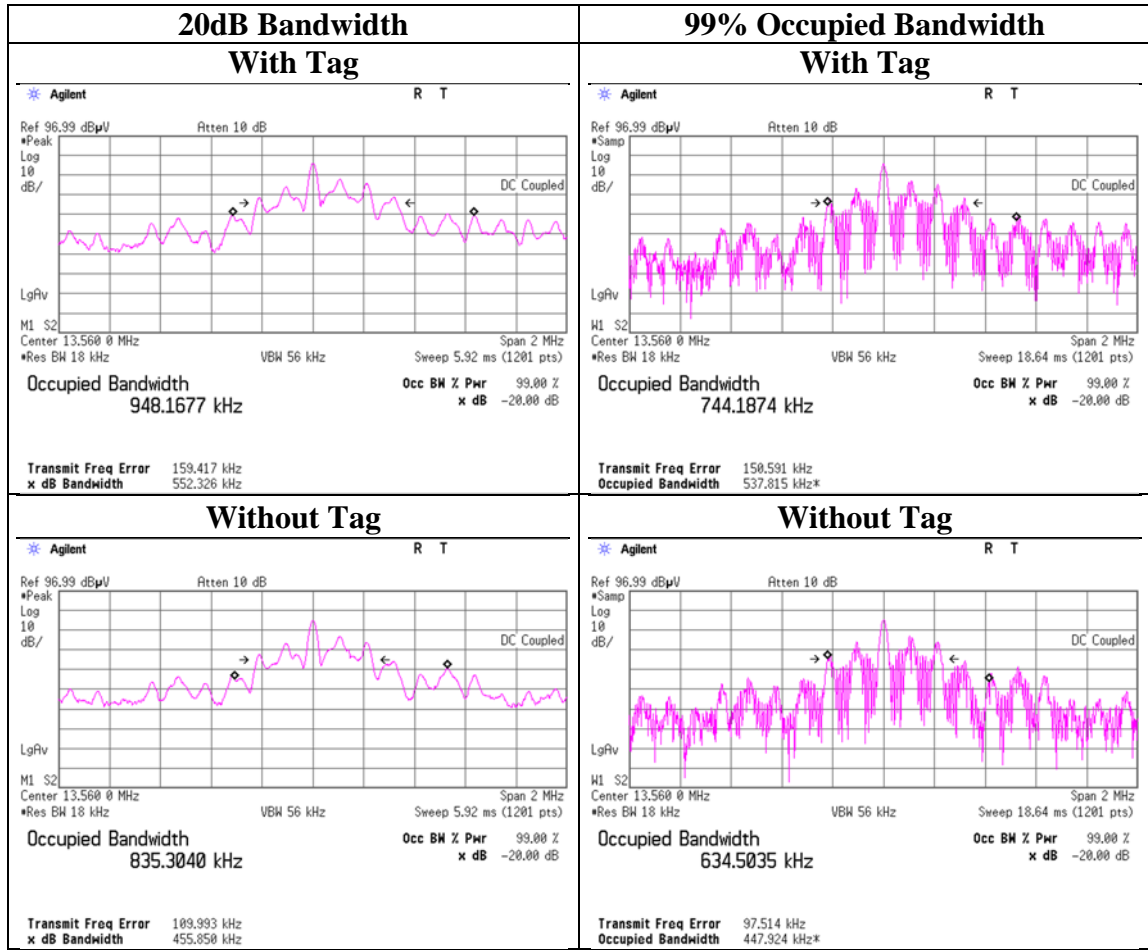 20dB Bandwidth
99% Occupied Bandwidth
With Tag
With Tag
Agilent
R T
Ref 96.99 dBµV
Atten 10 dB
#Peak
Log
10
dB/
DC Coupled
LgAv
M1 S2
Center 13.560 0 MHz
Span 2 MHz
#Res BW 18 kHz
VBW 56 kHz
Sweep 5.92 ms (1201 pts)
Occupied Bandwidth
948.1677 kHz
Occ BW % Pwr 99.00 %
x dB -20.00 dB
Transmit Freq Error 159.417 kHz
x dB Bandwidth 552.326 kHz
Agilent
R T
Ref 96.99 dBµV
Atten 10 dB
#Samp
Log
10
dB/
DC Coupled
LgAv
W1 S2
Center 13.560 0 MHz
Span 2 MHz
#Res BW 18 kHz
VBW 56 kHz
Sweep 18.64 ms (1201 pts)
Occupied Bandwidth
744.1874 kHz
Occ BW % Pwr 99.00 %
x dB -20.00 dB
Transmit Freq Error 150.591 kHz
Occupied Bandwidth 537.815 kHz*
Without Tag
Without Tag
Agilent
R T
Ref 96.99 dBµV
Atten 10 dB
#Peak
Log
10
dB/
DC Coupled
LgAv
M1 S2
Center 13.560 0 MHz
Span 2 MHz
#Res BW 18 kHz
VBW 56 kHz
Sweep 5.92 ms (1201 pts)
Occupied Bandwidth
835.3040 kHz
Occ BW % Pwr 99.00 %
x dB -20.00 dB
Transmit Freq Error 109.993 kHz
x dB Bandwidth 455.850 kHz
Agilent
R T
Ref 96.99 dBµV
Atten 10 dB
#Samp
Log
10
dB/
DC Coupled
LgAv
W1 S2
Center 13.560 0 MHz
Span 2 MHz
#Res BW 18 kHz
VBW 56 kHz
Sweep 18.64 ms (1201 pts)
Occupied Bandwidth
634.5035 kHz
Occ BW % Pwr 99.00 %
x dB -20.00 dB
Transmit Freq Error 97.514 kHz
Occupied Bandwidth 447.924 kHz*